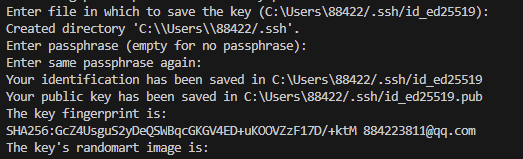 Enter file in which to save the key (C:\Users\88422/.ssh/id_ed25519):
Created directory 'C:\\Users\\88422/.ssh'.
Enter passphrase (empty for no passphrase):
Enter same passphrase again:
Your identification has been saved in C:\Users\88422/.ssh/id_ed25519
Your public key has been saved in C:\Users\88422/.ssh/id_ed25519.pub
The key fingerprint is:
SHA256:GcZ4UsguS2yDeQSWBqcGKGV4ED+uKOOVZzF17D/+ktM 884223811@qq.com
The key's randomart image is: